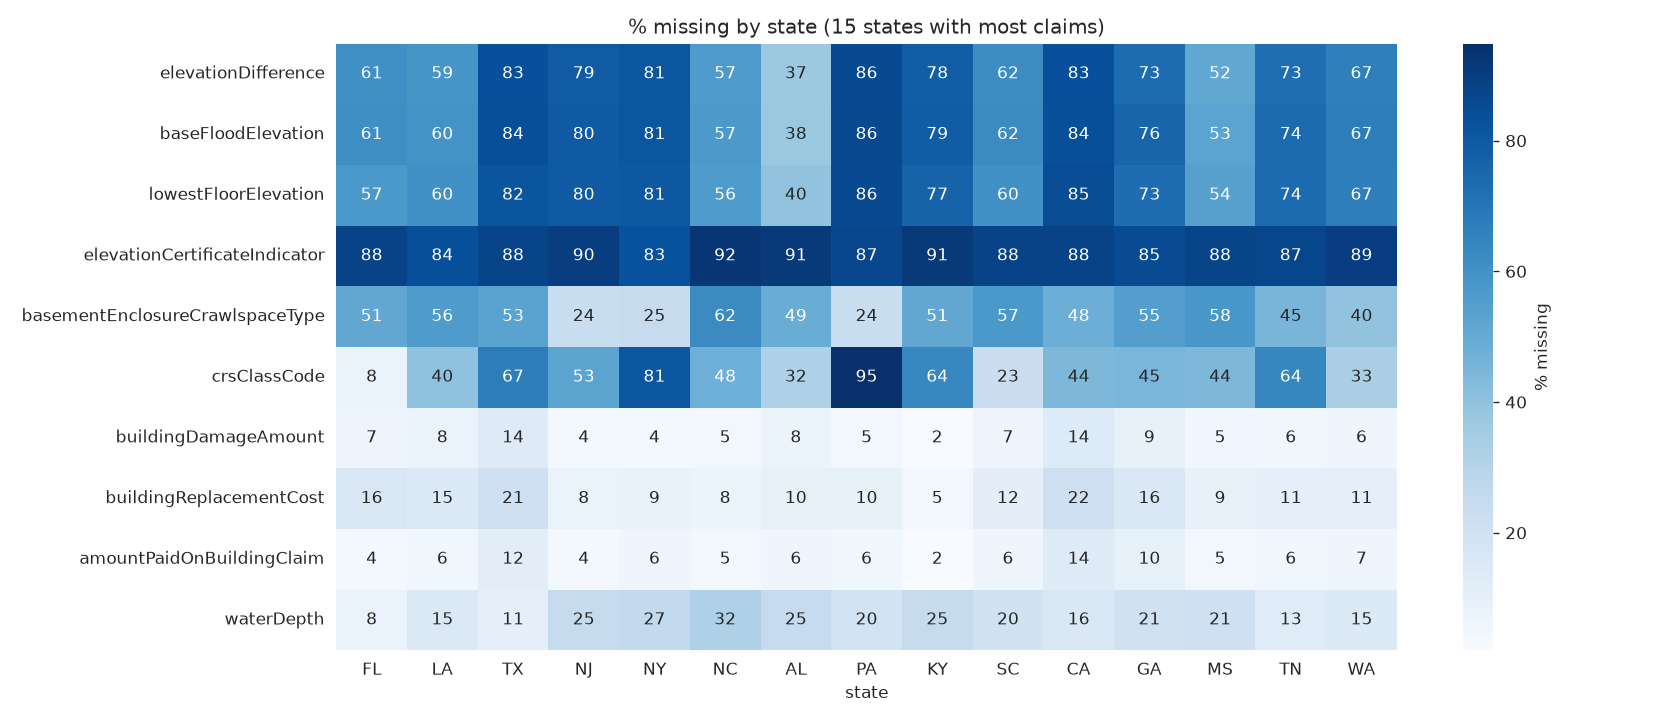 % missing by state (15 states with most claims)
elevationDifference 61 59 83 79 81 57 37 86 78 62 83 73 52 73 67
baseFloodElevation 61 60 84 80 81 57 38 86 79 62 84 76 53 74 67
lowestFloorElevation 57 60 82 80 81 56 40 86 77 60 85 73 54 74 67
elevationCertificateIndicator 88 84 88 90 83 92 91 87 91 88 88 85 88 87 89
basementEnclosureCrawlspaceType 51 56 53 24 25 62 49 24 51 57 48 55 58 45 40
crsClassCode 8 40 67 53 81 48 32 95 64 23 44 45 44 64 33
buildingDamageAmount 7 8 14 4 4 5 8 5 2 7 14 9 5 6 6
buildingReplacementCost 16 15 21 8 9 8 10 10 5 12 22 16 9 11 11
amountPaidOnBuildingClaim 4 6 12 4 6 5 6 6 2 6 14 10 5 6 7
waterDepth 8 15 11 25 27 32 25 20 25 20 16 21 21 13 15
FL LA TX NJ NY NC AL PA KY SC CA GA MS TN WA
state
80
60
40
20
% missing